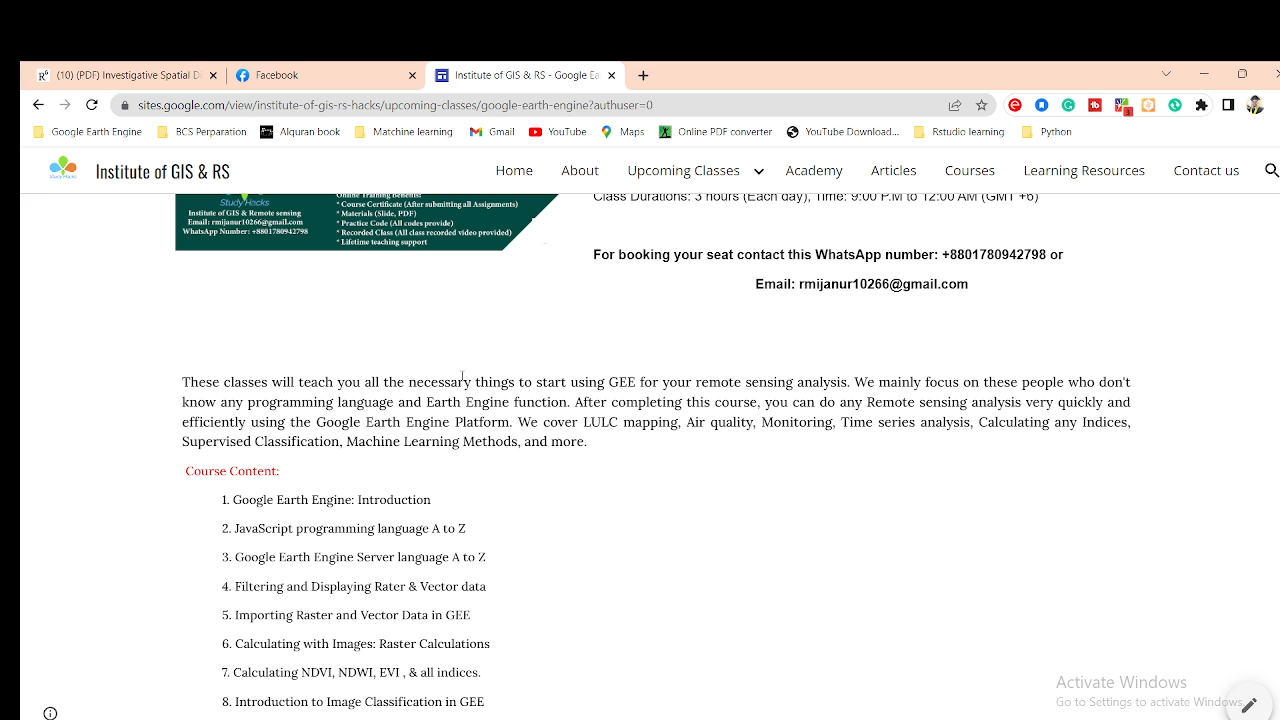 (10) (PDF) Investigative Spatial Di
Facebook
Institute of GIS & RS - Google Ea
sites.google.com/view/institute-of-gis-rs-hacks/upcoming-classes/google-earth-engine?authuser=0
Google Earth Engine
BCS Perparation
Alquran book
Matchine learning
Gmail
YouTube
Maps
Online PDF converter
YouTube Download...
Rstudio learning
Python
Study Hacks
Institute of GIS & RS
Home
About
Upcoming Classes
Academy
Articles
Courses
Learning Resources
Contact us
Study Hacks
Institute of GIS & Remote sensing
Email: rmijanur10266@gmail.com
WhatsApp Number: +8801780942798
Online Training Benefits:
* Course Certificate (After submitting all Assignments)
* Materials (Slide, PDF)
* Practice Code (All codes provide)
* Recorded Class (All class recorded video provided)
* Lifetime teaching support
Class Durations: 3 hours (Each day), Time: 9:00 P.M to 12:00 AM (GMT +6)
For booking your seat contact this WhatsApp number: +8801780942798 or
Email: rmijanur10266@gmail.com
These classes will teach you all the necessary things to start using GEE for your remote sensing analysis. We mainly focus on these people who don't
know any programming language and Earth Engine function. After completing this course, you can do any Remote sensing analysis very quickly and
efficiently using the Google Earth Engine Platform. We cover LULC mapping, Air quality, Monitoring, Time series analysis, Calculating any Indices,
Supervised Classification, Machine Learning Methods, and more.
Course Content:
1. Google Earth Engine: Introduction
2. JavaScript programming language A to Z
3. Google Earth Engine Server language A to Z
4. Filtering and Displaying Rater & Vector data
5. Importing Raster and Vector Data in GEE
6. Calculating with Images: Raster Calculations
7. Calculating NDVI, NDWI, EVI , & all indices.
8. Introduction to Image Classification in GEE
Activate Windows
Go to Settings to activate Windows.